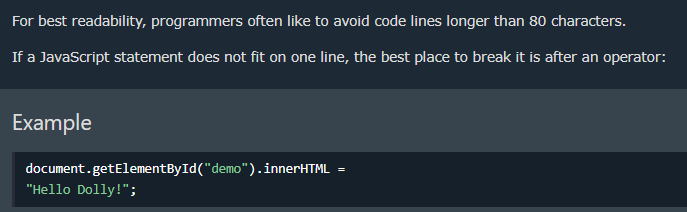 For best readability, programmers often like to avoid code lines longer than 80 characters.
If a JavaScript statement does not fit on one line, the best place to break it is after an operator:
Example
document.getElementById("demo").innerHTML =
"Hello Dolly!";